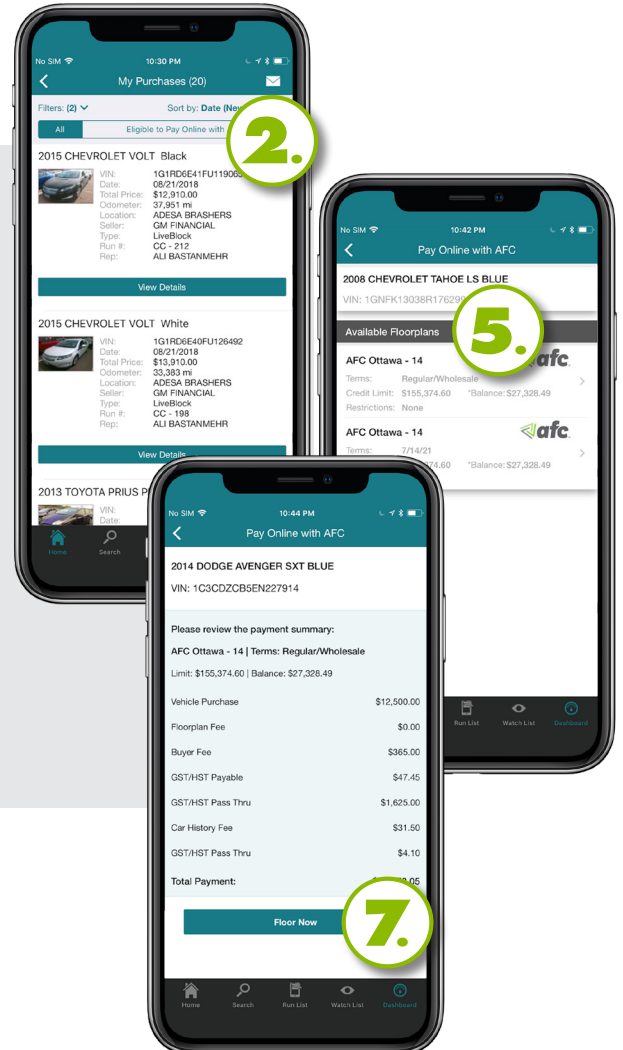 No SIM
10:30 PM
My Purchases (20)
Filters: (2)
Sort by: Date
All
Eligible to Pay Online with
2.
2015 CHEVROLET VOLT Black
VIN:
Date: 08/21/2018
Total Price: $12,910.00
Odometer: 37,951 mi
Location: ADESA BRASHERS
Seller: GM FINANCIAL
Type: LiveBlock
Run #: CC - 212
Rep: ALI BASTANMEHR
View Details
2015 CHEVROLET VOLT White
VIN: 1G1RD6E40FU126492
Date: 08/21/2018
Total Price: $13,910.00
Odometer: 33,383 mi
Location: ADESA BRASHERS
Seller: GM FINANCIAL
Type: LiveBlock
Run #: CC - 198
Rep: ALI BASTANMEHR
View Details
2013 TOYOTA PRIUS
VIN:
Date:
Home
Search
No SIM
10:42 PM
Pay Online with AFC
2008 CHEVROLET TAHOE LS BLUE
VIN:
5.
Available Floorplans
AFC Ottawa - 14
afc
Terms: Regular/Wholesale
Credit Limit: $155,374.60 *Balance: $27,328.49
Restrictions: None
AFC Ottawa - 14
afc
Terms: 7/14/21
*Balance: $27,328.49
Run List
Watch List
Dashboard
No SIM
10:44 PM
Pay Online with AFC
2014 DODGE AVENGER SXT BLUE
VIN: 1C3CDZCB5EN227914
Please review the payment summary:
AFC Ottawa - 14 | Terms: Regular/Wholesale
Limit: $155,374.60 | Balance: $27,328.49
Vehicle Purchase $12,500.00
Floorplan Fee $0.00
Buyer Fee $365.00
GST/HST Payable $47.45
GST/HST Pass Thru $1,625.00
Car History Fee $31.50
GST/HST Pass Thru $4.10
Total Payment:
Floor Now
7.
Home
Search
Run List
Watch List
Dashboard